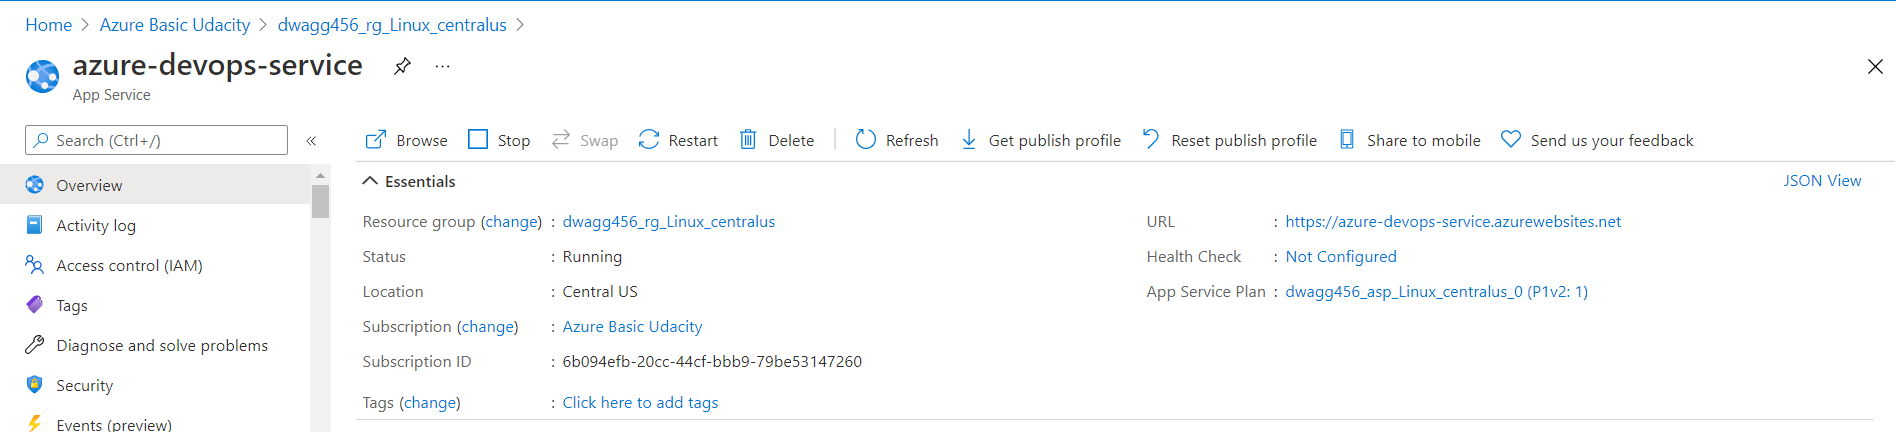 Home > Azure Basic Udacity > dwagg456_rg_Linux_centralus >
azure-devops-service ...
App Service
Search (Ctrl+/) «
Browse Stop Swap Restart Delete Refresh Get publish profile Reset publish profile Share to mobile Send us your feedback
Overview
Activity log
Access control (IAM)
Tags
Diagnose and solve problems
Security
Events (preview)
Essentials JSON View
Resource group (change) : dwagg456_rg_Linux_centralus
Status : Running
Location : Central US
Subscription (change) : Azure Basic Udacity
Subscription ID : 6b094efb-20cc-44cf-bbb9-79be53147260
Tags (change) : Click here to add tags
URL : https://azure-devops-service.azurewebsites.net
Health Check : Not Configured
App Service Plan : dwagg456_asp_Linux_centralus_0 (P1v2: 1)